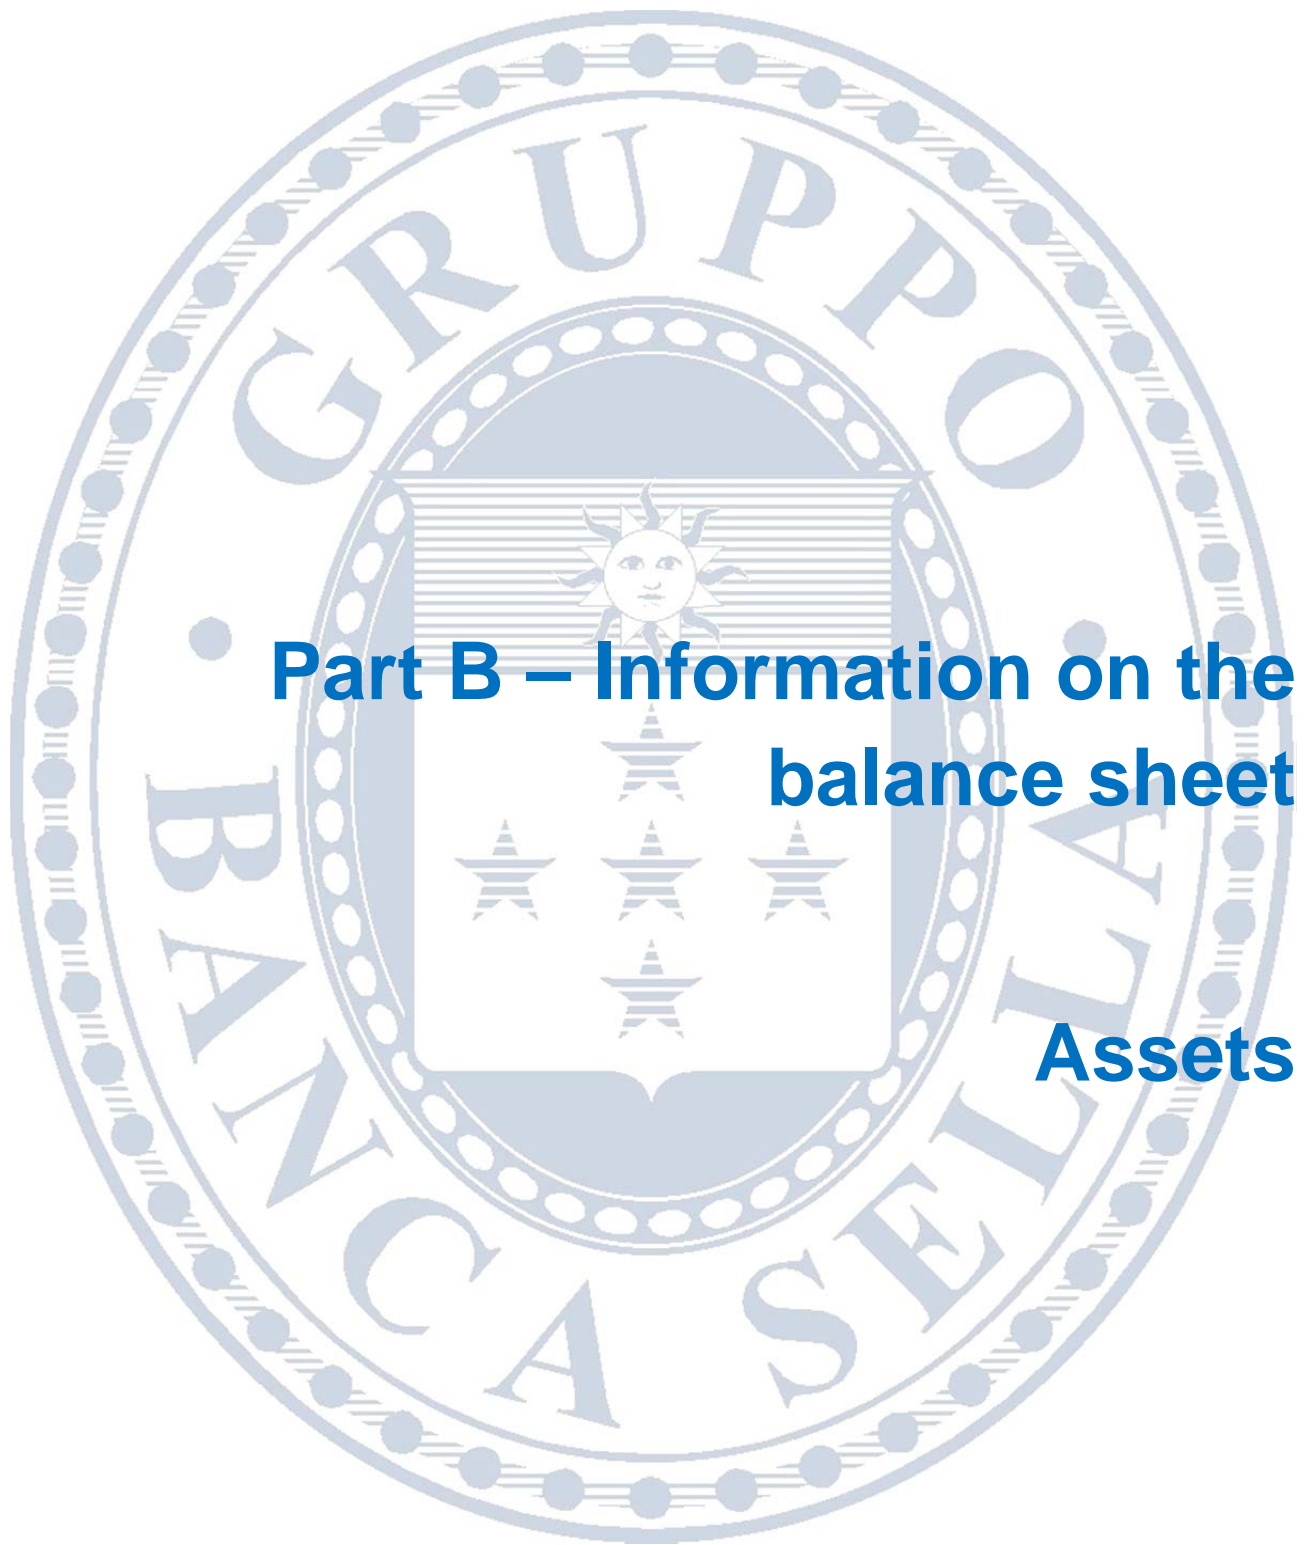 GRUPPO
BANCA SELLA
Part B – Information on the
balance sheet
Assets